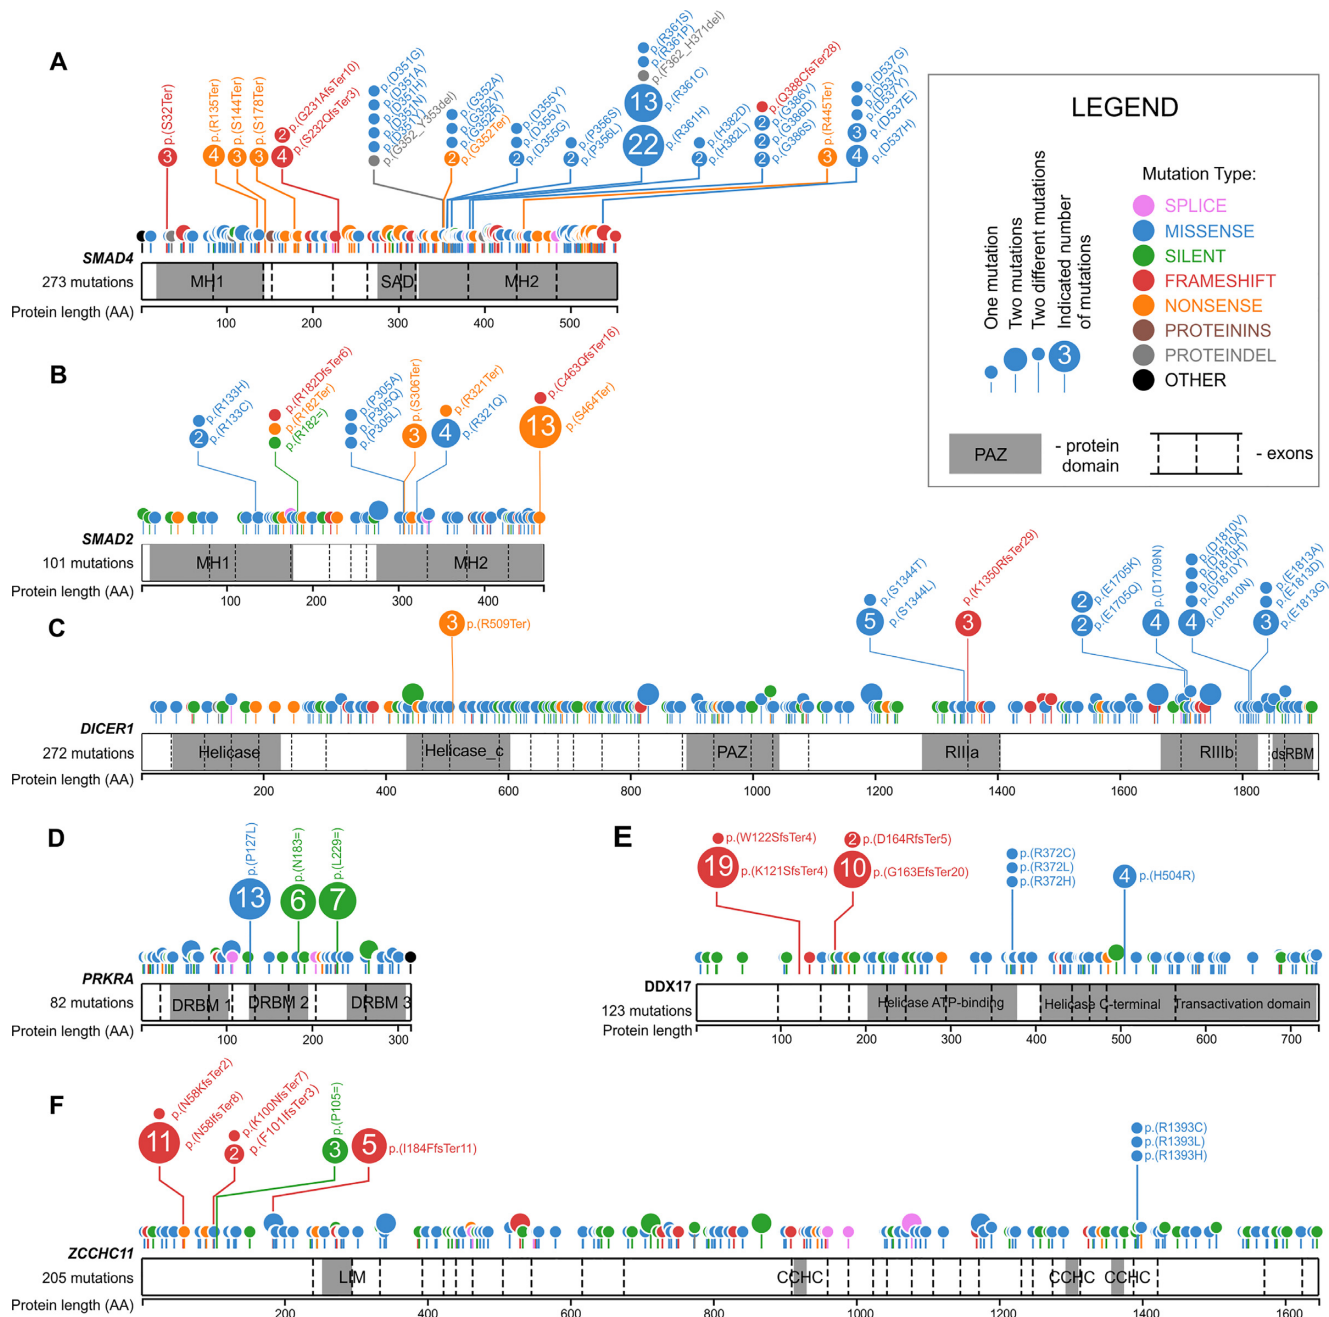 A
p.(S32Ter)
3
p.(R135Ter)
4
p.(S144Ter)
3
p.(S178Ter)
3
p.(G231AfsTer10)
2
p.(S232QfsTer3)
4
p.(D351G)
p.(D351A)
p.(D351H)
p.(D351N)
p.(D351Y)
p.(G352_Y353del)
p.(G352A)
p.(G352V)
p.(G352R)
p.(G352Ter)
2
p.(D355Y)
p.(D355V)
p.(D355G)
2
p.(P356S)
p.(P356L)
2
p.(R361S)
p.(R361P)
p.(F362_H371del)
p.(R361C)
13
p.(R361H)
22
p.(H382D)
p.(H382L)
2
p.(Q388CfsTer28)
p.(G386V)
2
p.(G386D)
2
p.(G386S)
2
p.(R445Ter)
3
p.(D537G)
p.(D537V)
p.(D537Y)
p.(D537E)
3
p.(D537H)
4
SMAD4
273 mutations
MH1
SAD
MH2
Protein length (AA)
100 200 300 400 500
LEGEND
One mutation
Two mutations
Two different mutations
Indicated number
of mutations
3
Mutation Type:
SPLICE
MISSENSE
SILENT
FRAMESHIFT
NONSENSE
PROTEININS
PROTEINDEL
OTHER
PAZ
- protein
domain
- exons
B
p.(R133H)
p.(R133C)
2
p.(R182DfsTer6)
p.(R182Ter)
p.(R182=)
p.(P305A)
p.(P305Q)
p.(P305L)
p.(S306Ter)
3
p.(R321Ter)
p.(R321Q)
4
p.(C463QfsTer16)
p.(S464Ter)
13
SMAD2
101 mutations
MH1
MH2
Protein length (AA)
100 200 300 400
C
3
p.(R509Ter)
p.(S1344T)
p.(S1344L)
5
p.(K1350RfsTer29)
3
p.(E1705K)
2
p.(E1705Q)
2
p.(D1709N)
4
p.(D1810V)
p.(D1810A)
p.(D1810H)
p.(D1810Y)
p.(D1810N)
4
p.(E1813A)
p.(E1813D)
p.(E1813G)
3
DICER1
272 mutations
Helicase
Helicase_c
PAZ
RIIIa
RIIIb
dsRBM
Protein length (AA)
200 400 600 800 1000 1200 1400 1600 1800
D
p.(P127L)
13
p.(N183=)
6
p.(L229=)
7
PRKRA
82 mutations
DRBM 1
DRBM 2
DRBM 3
Protein length (AA)
100 200 300
E
p.(W122SfsTer4)
19
p.(K121SfsTer4)
2
p.(D164RfsTer5)
10
p.(G163EfsTer20)
p.(R372C)
p.(R372L)
p.(R372H)
4
p.(H504R)
DDX17
123 mutations
Helicase ATP-binding
Helicase C-terminal
Transactivation domain
Protein length
100 200 300 400 500 600 700
F
p.(N58KfsTer2)
p.(N58IfsTer8)
11
p.(K100NfsTer7)
p.(F101IfsTer3)
2
p.(P105=)
3
5
p.(I184FfsTer11)
p.(R1393C)
p.(R1393L)
p.(R1393H)
ZCCHC11
205 mutations
LIM
CCHC
CCHC
CCHC
Protein length (AA)
200 400 600 800 1000 1200 1400 1600